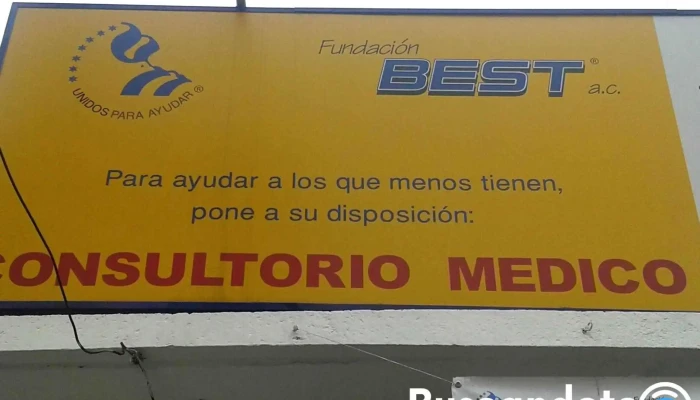 UNIDOS PARA AYUDAR ®
Fundación
BEST ®
a.c.
Para ayudar a los que menos tienen,
pone a su disposición:
CONSULTORIO MEDICO